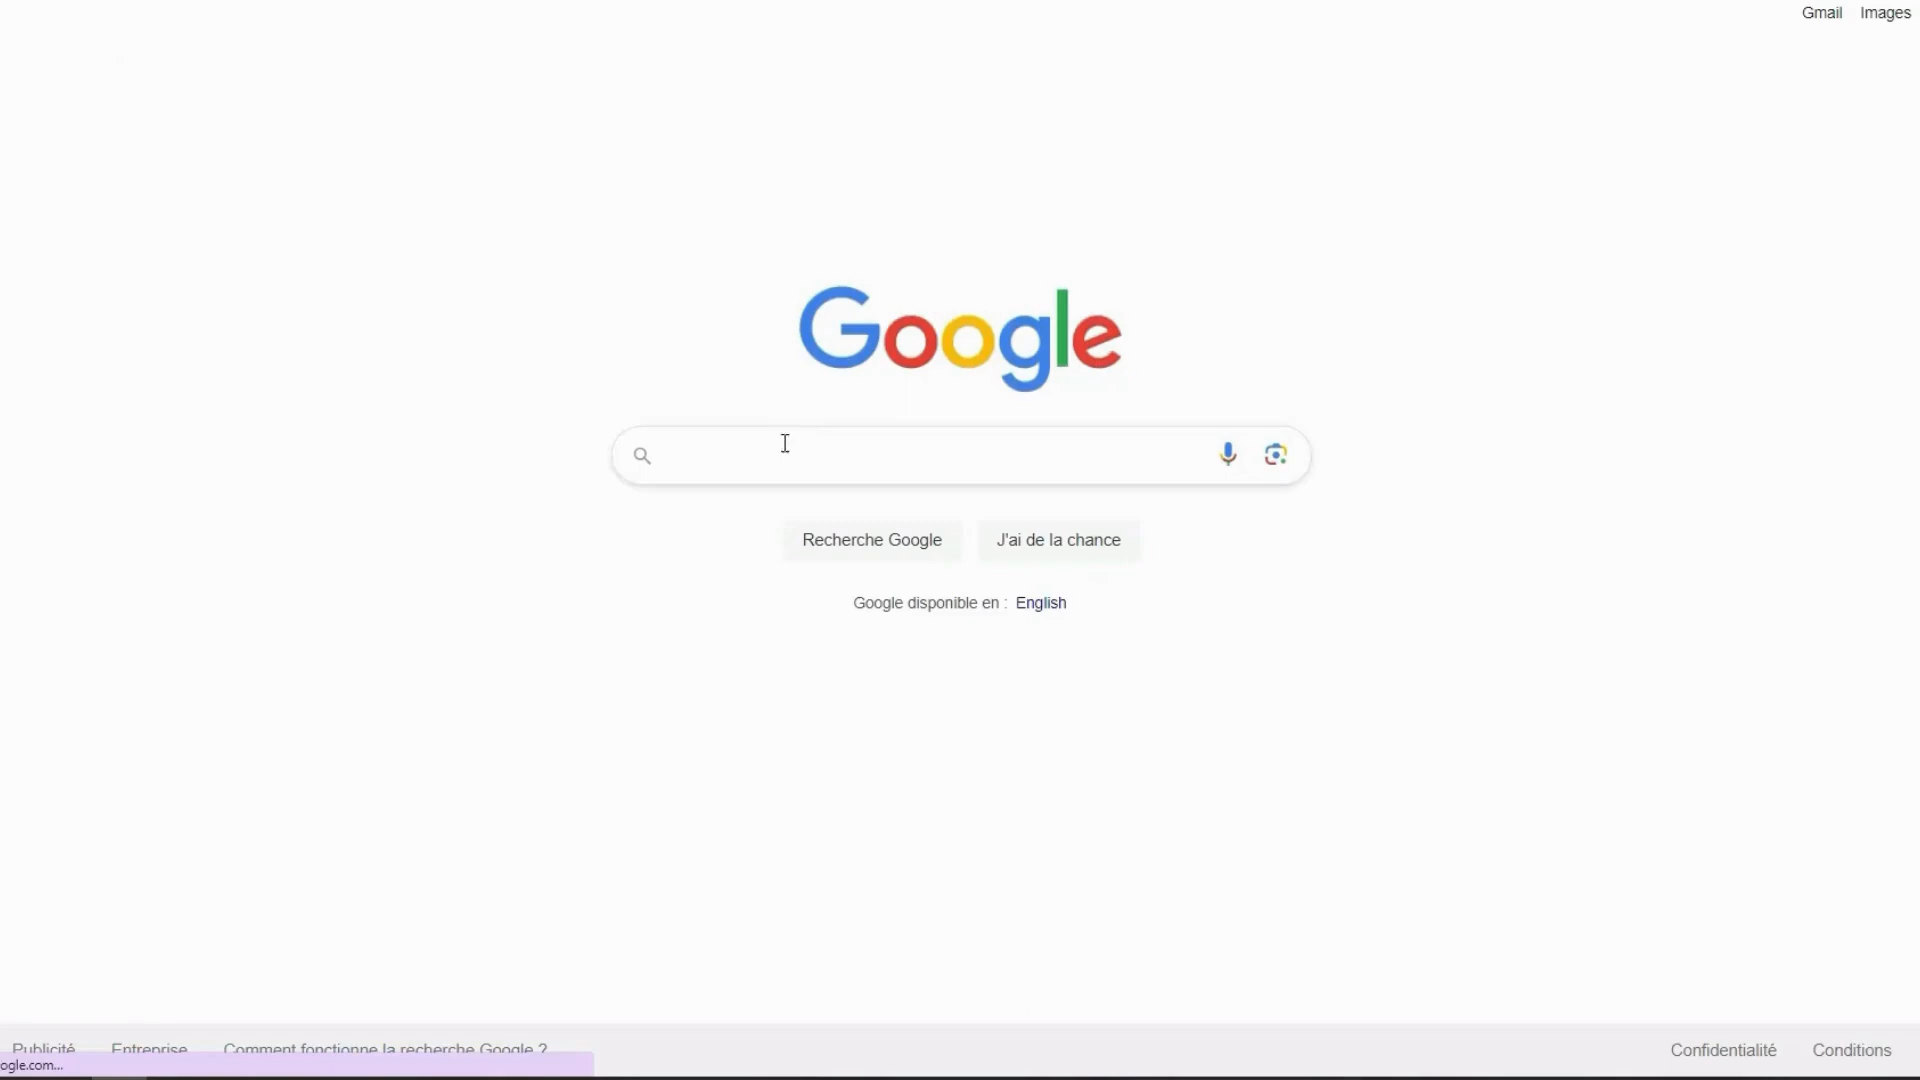 Gmail Images
Google
Recherche Google J'ai de la chance
Google disponible en : English
Publicité Entreprise Comment fonctionne la recherche Google ? Confidentialité Conditions
ogle.com...